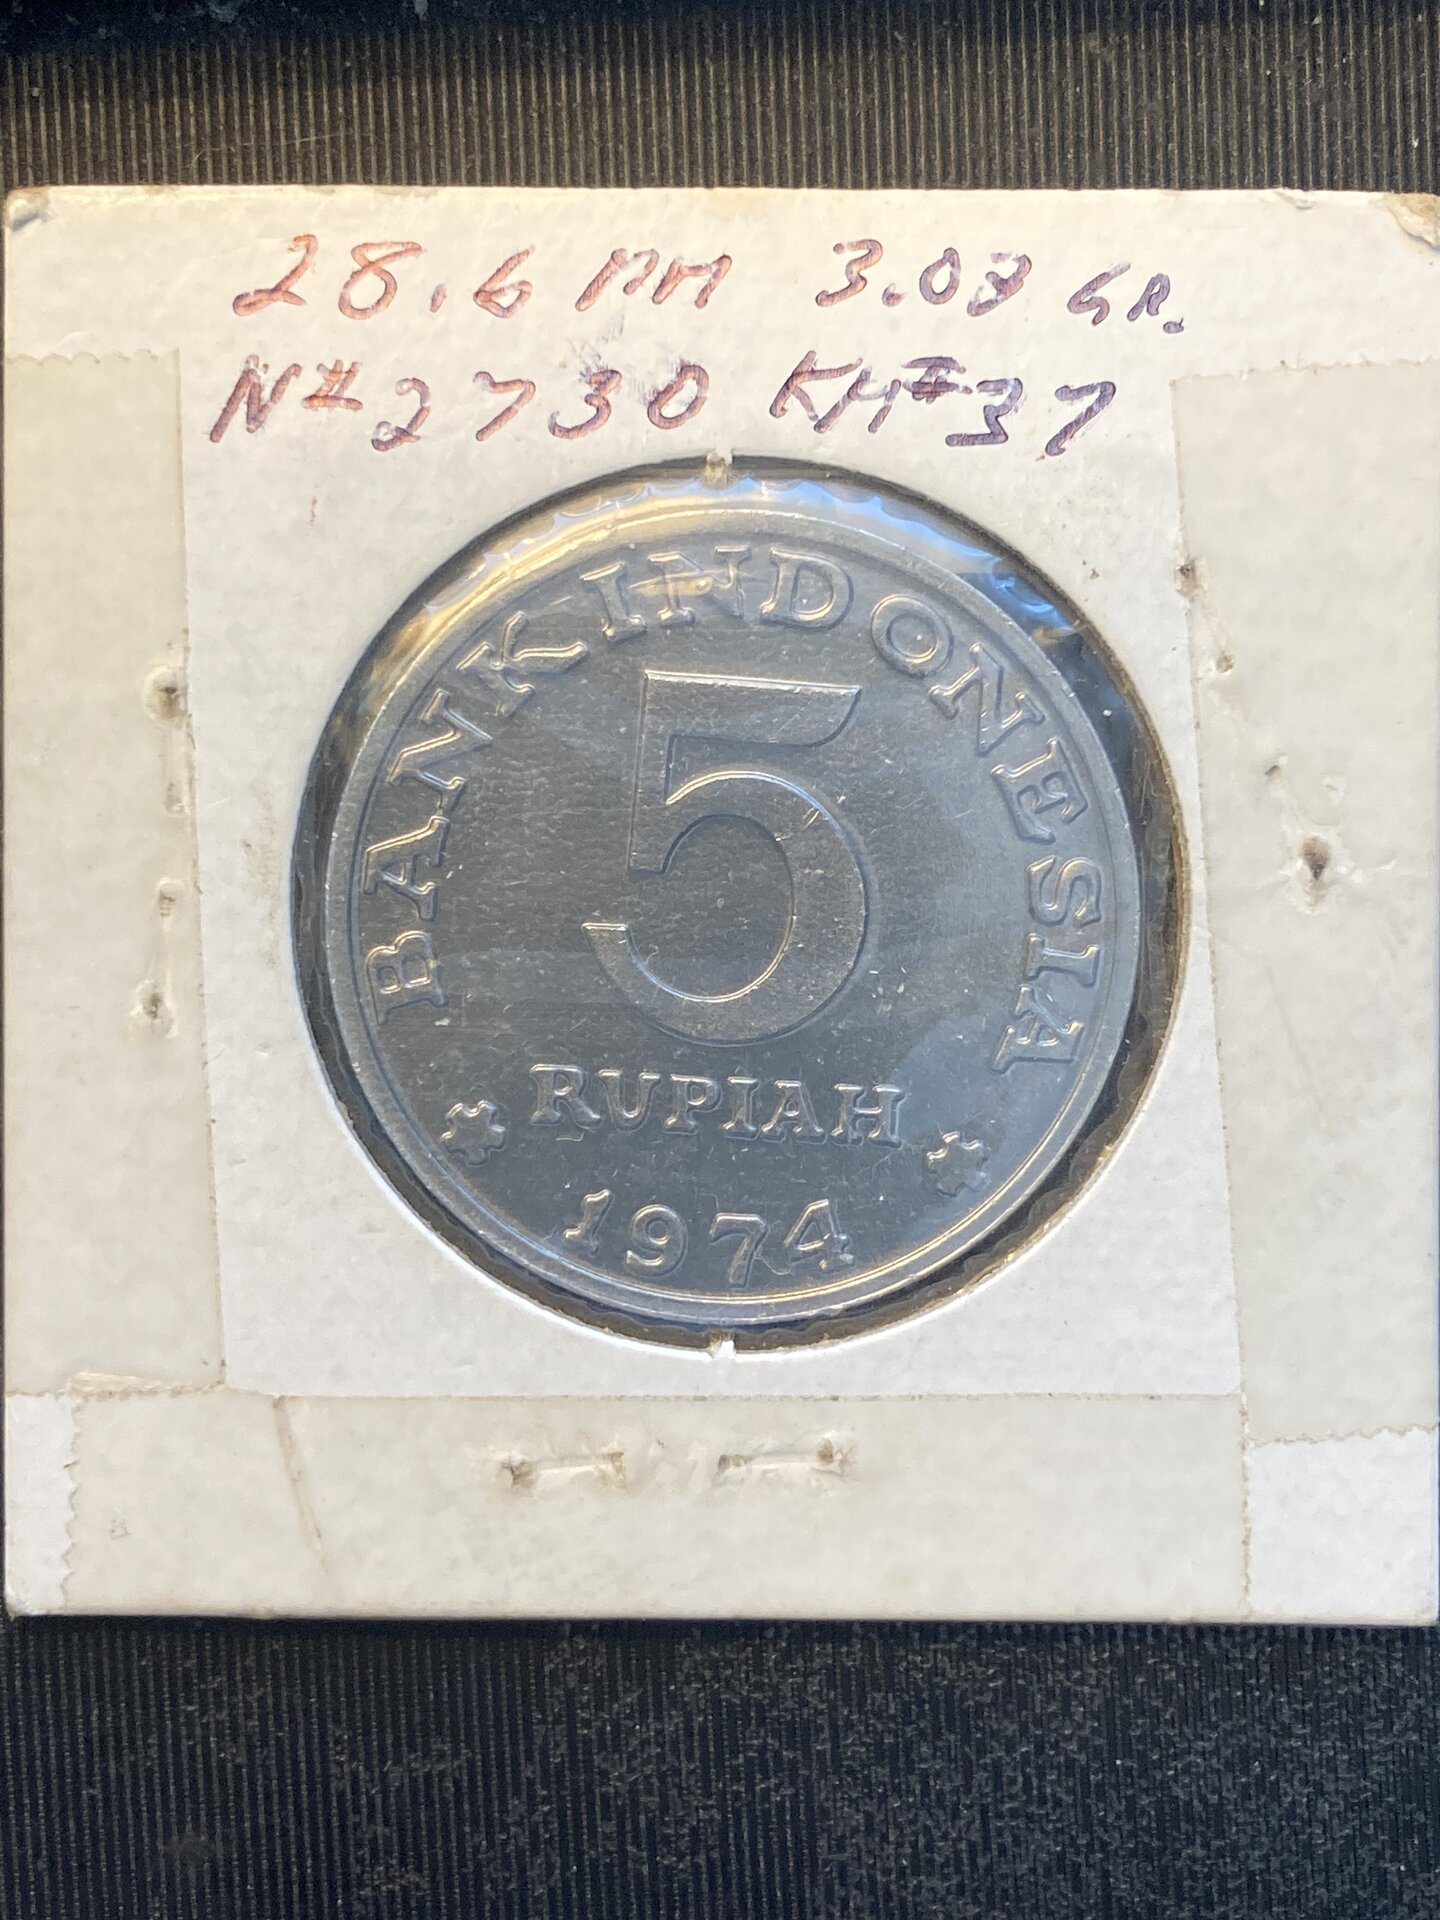 28.6 MM 3.03 GR.
N# 2730 KM# 37
BANK INDONESIA
5
RUPIAH
1974